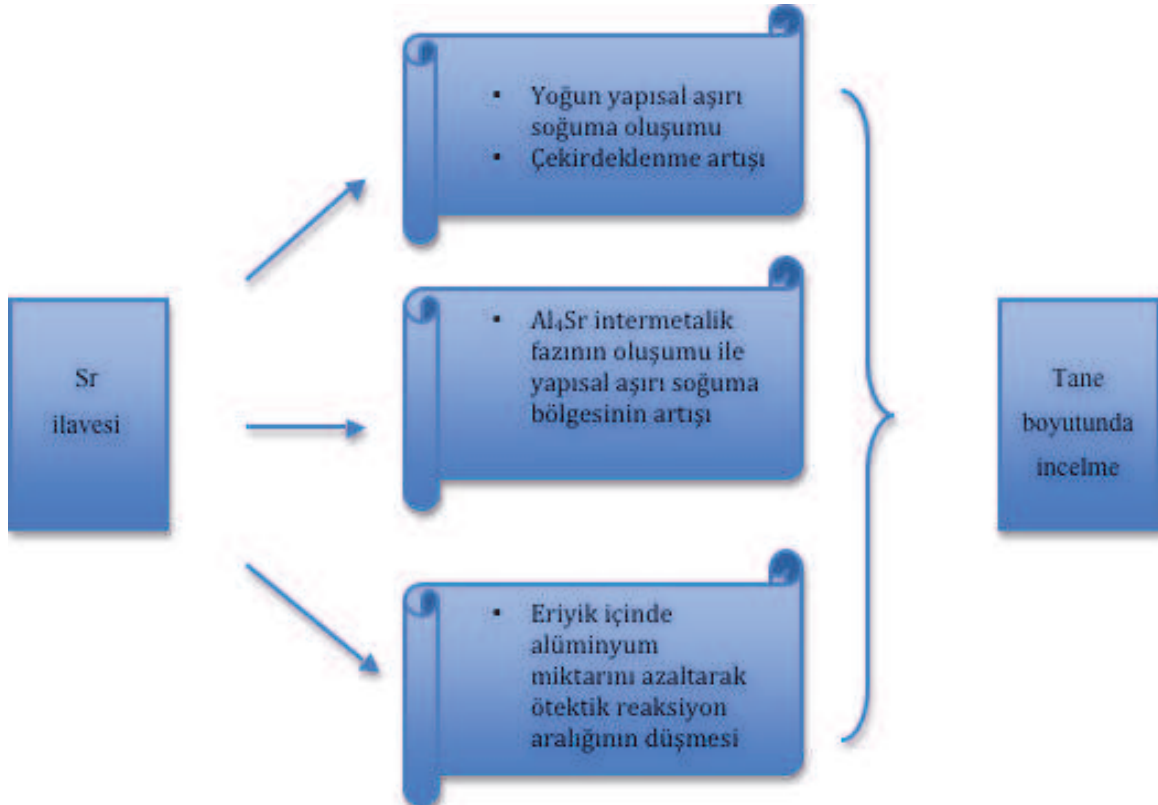 Sr
ilavesi
▪ Yoğun yapısal aşırı
soğuma oluşumu
▪ Çekirdeklenme artışı
▪ Al₄Sr intermetalik
fazının oluşumu ile
yapısal aşırı soğuma
bölgesinin artışı
▪ Eriyik içinde
alüminyum
miktarını azaltarak
ötektik reaksiyon
aralığının düşmesi
Tane
boyutunda
incelme